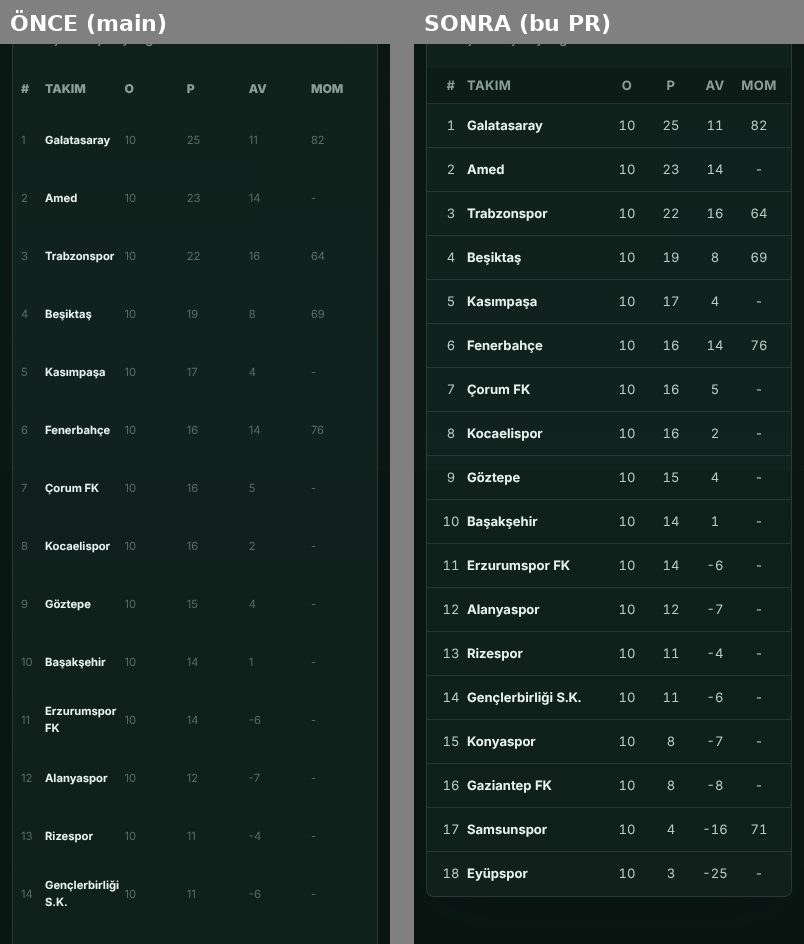 ÖNCE (main)
# TAKIM O P AV MOM
1 Galatasaray 10 25 11 82
2 Amed 10 23 14 -
3 Trabzonspor 10 22 16 64
4 Beşiktaş 10 19 8 69
5 Kasımpaşa 10 17 4 -
6 Fenerbahçe 10 16 14 76
7 Çorum FK 10 16 5 -
8 Kocaelispor 10 16 2 -
9 Göztepe 10 15 4 -
10 Başakşehir 10 14 1 -
11 Erzurumspor FK 10 14 -6 -
12 Alanyaspor 10 12 -7 -
13 Rizespor 10 11 -4 -
14 Gençlerbirliği S.K. 10 11 -6 -
SONRA (bu PR)
# TAKIM O P AV MOM
1 Galatasaray 10 25 11 82
2 Amed 10 23 14 -
3 Trabzonspor 10 22 16 64
4 Beşiktaş 10 19 8 69
5 Kasımpaşa 10 17 4 -
6 Fenerbahçe 10 16 14 76
7 Çorum FK 10 16 5 -
8 Kocaelispor 10 16 2 -
9 Göztepe 10 15 4 -
10 Başakşehir 10 14 1 -
11 Erzurumspor FK 10 14 -6 -
12 Alanyaspor 10 12 -7 -
13 Rizespor 10 11 -4 -
14 Gençlerbirliği S.K. 10 11 -6 -
15 Konyaspor 10 8 -7 -
16 Gaziantep FK 10 8 -8 -
17 Samsunspor 10 4 -16 71
18 Eyüpspor 10 3 -25 -